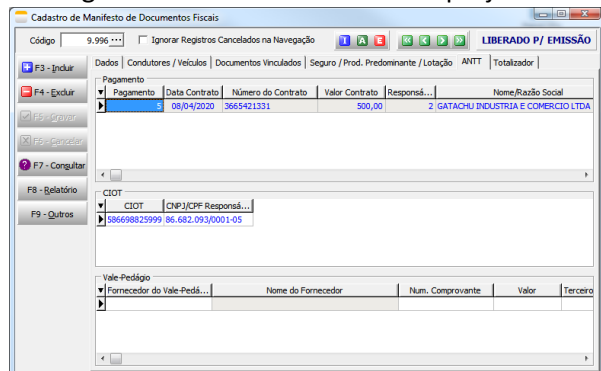 Cadastro de Manifesto de Documentos Fiscais
Código 9.996 ... Ignorar Registros Cancelados na Navegação I A E LIBERADO P/ EMISSÃO
F3 - Incluir
F4 - Excluir
F5 - Gravar
F6 - Cancelar
F7 - Consultar
F8 - Relatório
F9 - Outros
Dados Condutores / Veículos Documentos Vinculados Seguro / Prod. Predominante / Lotação ANTT Totalizador
Pagamento
Pagamento Data Contrato Número do Contrato Valor Contrato Responsá... Nome/Razão Social
5 08/04/2020 3665421331 500,00 2 GATACHU INDUSTRIA E COMERCIO LTDA
CIOT
CIOT CNPJ/CPF Responsá...
586698825999 86.682.093/0001-05
Vale-Pedágio
Fornecedor do Vale-Pedá... Nome do Fornecedor Num. Comprovante Valor Terceiro